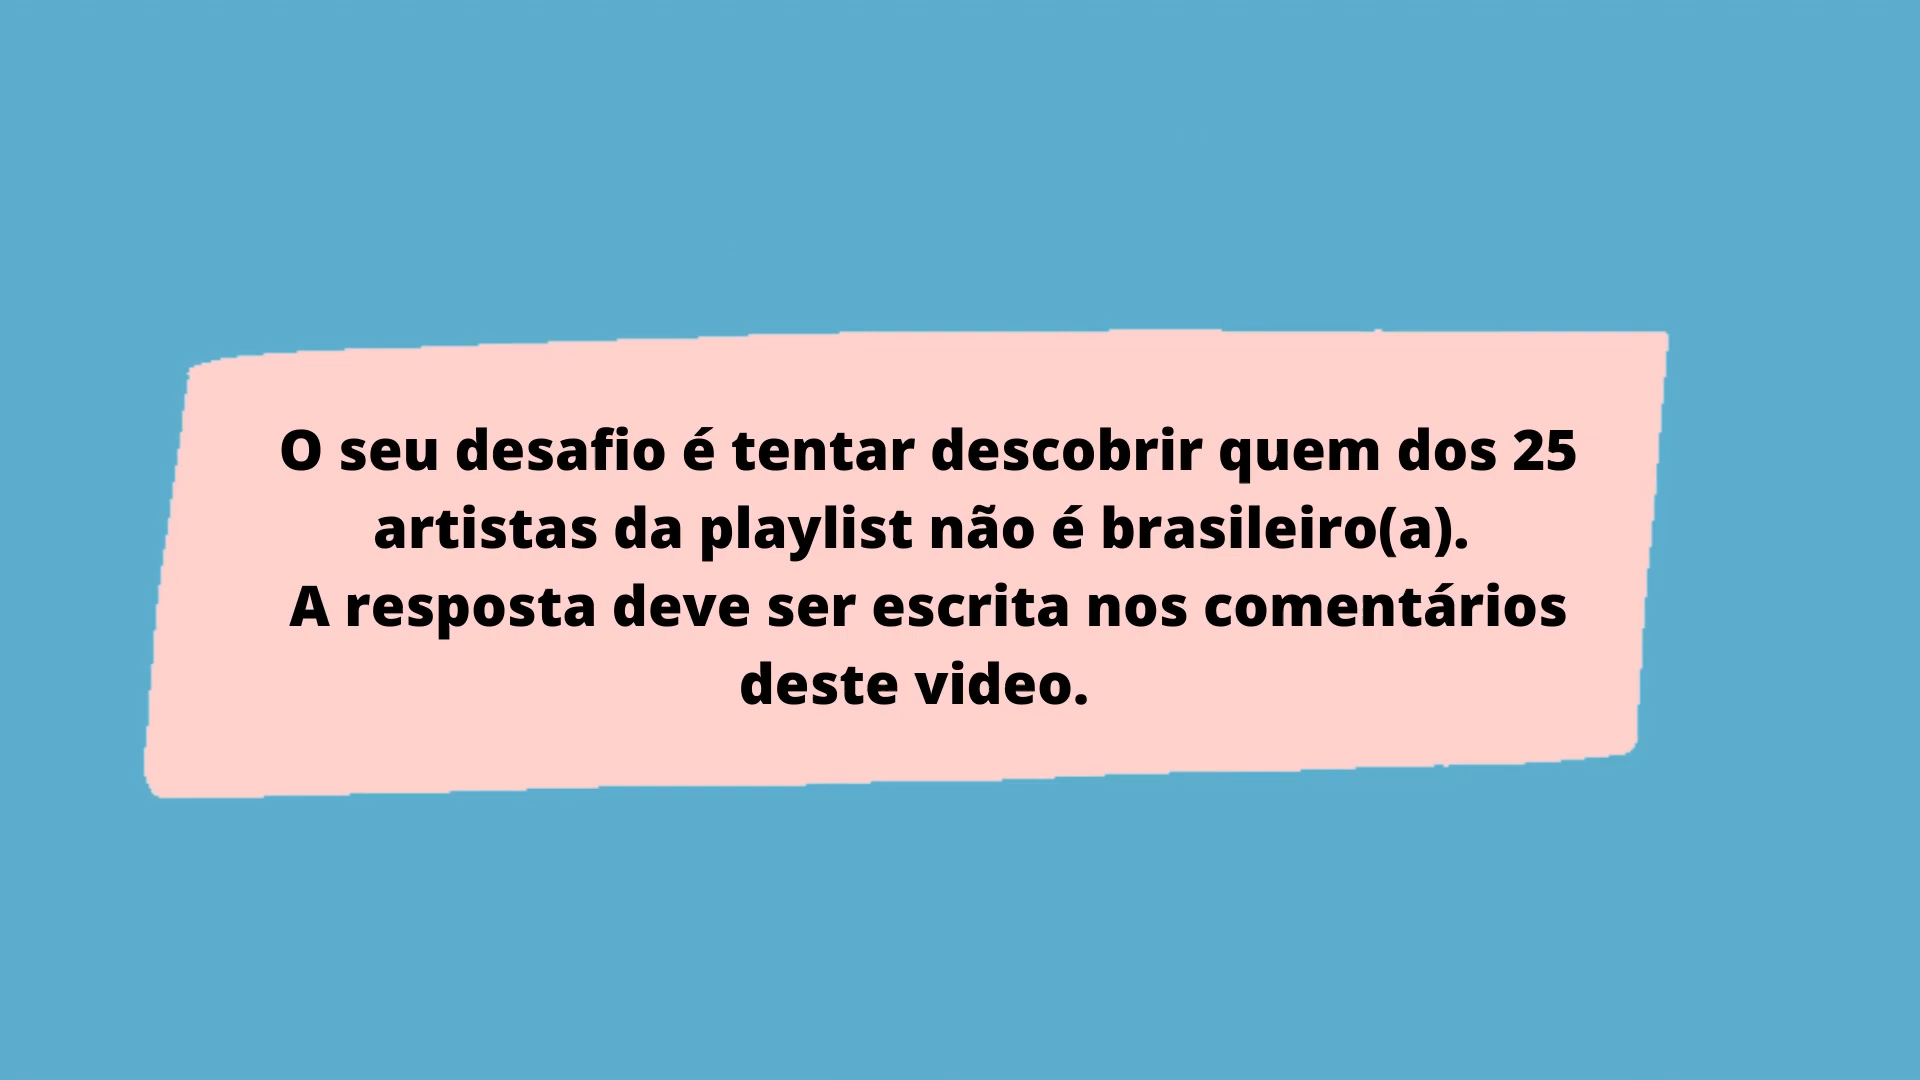 O seu desafio é tentar descobrir quem dos 25
artistas da playlist não é brasileiro(a).
A resposta deve ser escrita nos comentários
deste video.